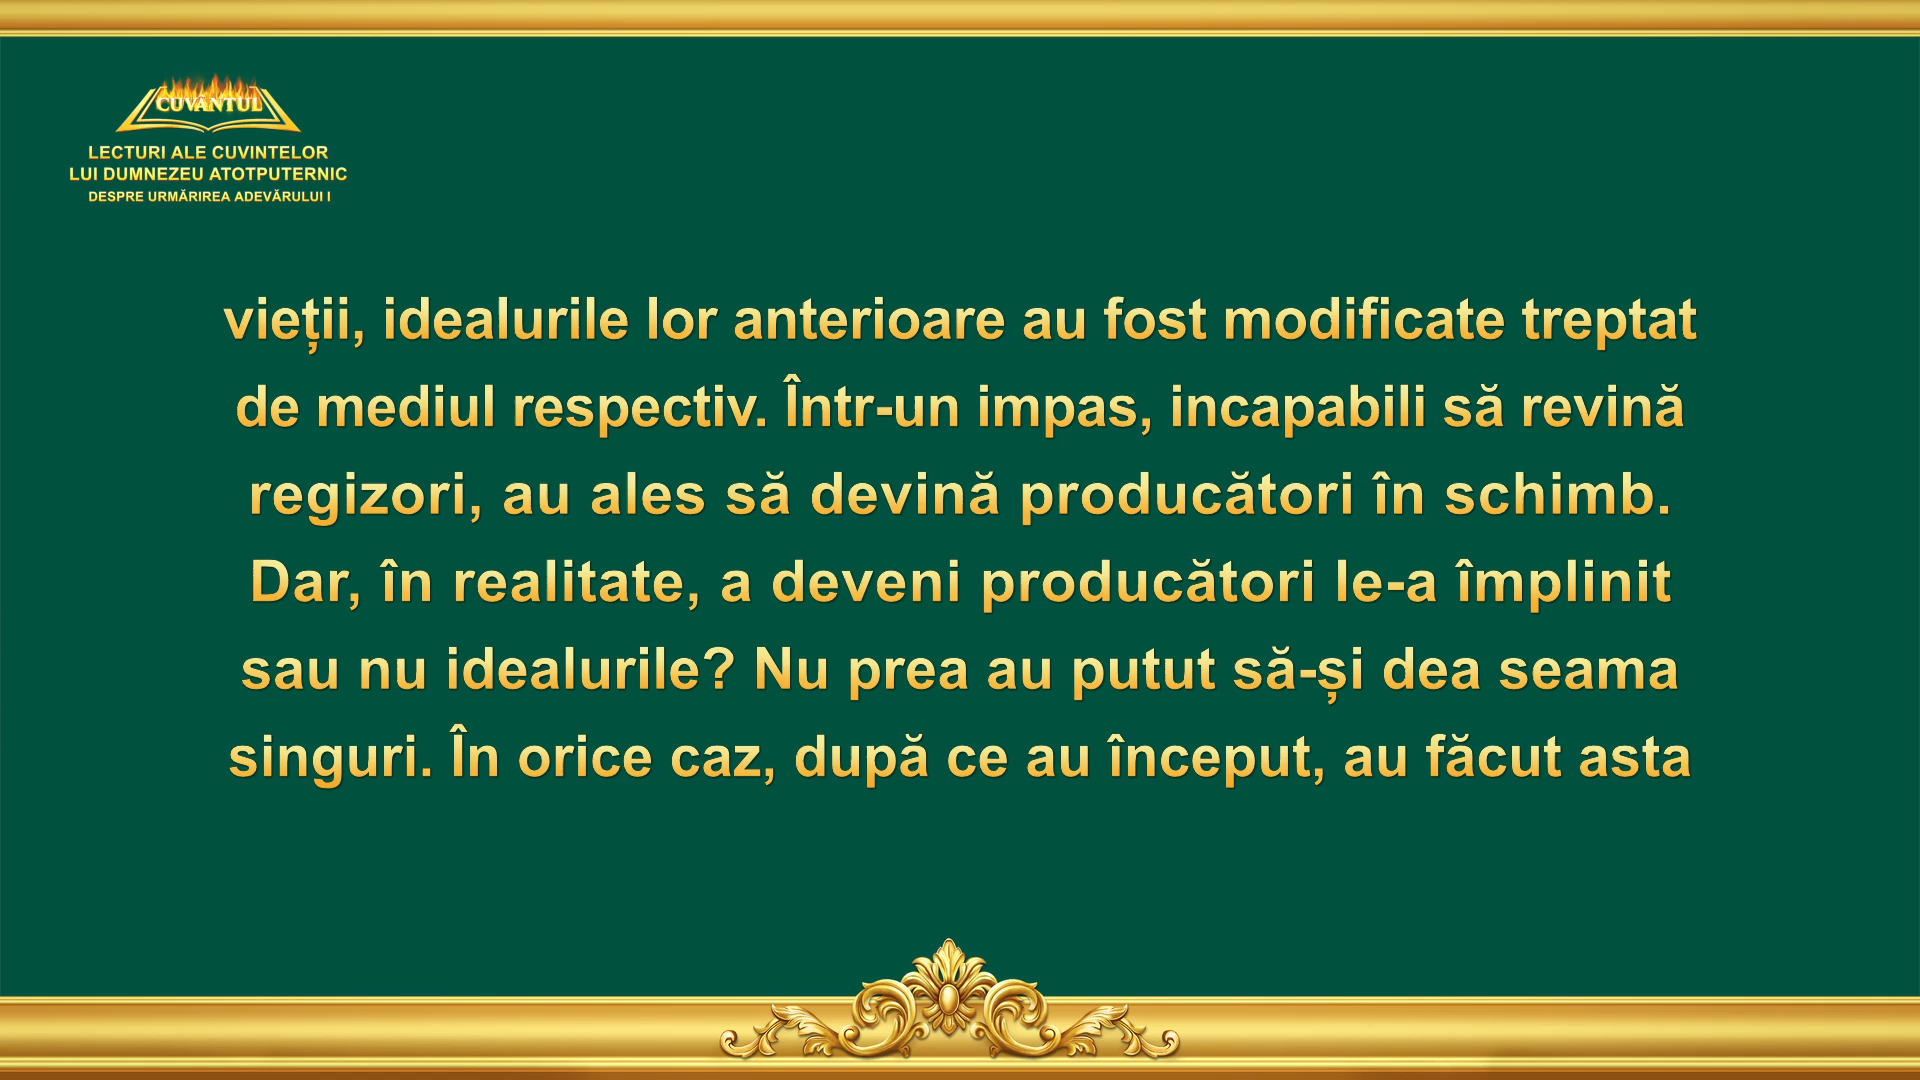 CUVÂNTUL
LECTURI ALE CUVINTELOR
LUI DUMNEZEU ATOTPUTERNIC
DESPRE URMĂRIREA ADEVĂRULUI I
vieții, idealurile lor anterioare au fost modificate treptat
de mediul respectiv. Într-un impas, incapabili să revină
regizori, au ales să devină producători în schimb.
Dar, în realitate, a deveni producători le-a împlinit
sau nu idealurile? Nu prea au putut să-și dea seama
singuri. În orice caz, după ce au început, au făcut asta